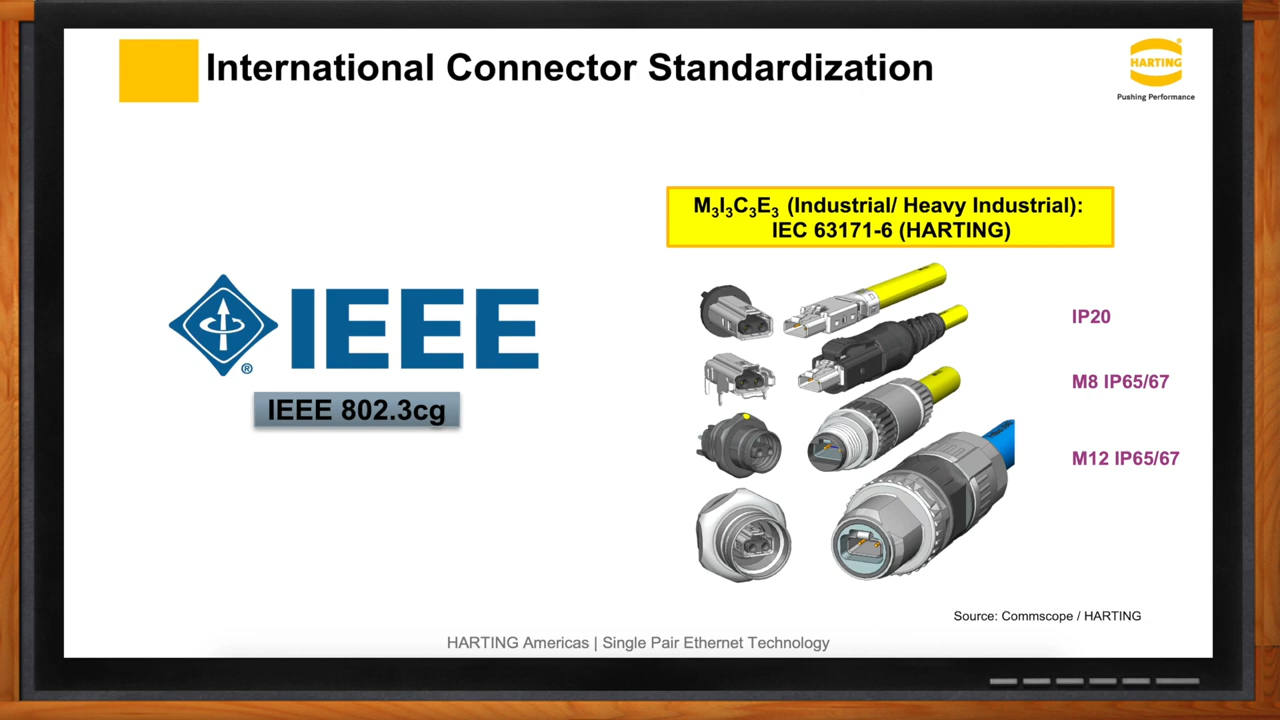 International Connector Standardization
HARTING
Pushing Performance
M₃I₃C₃E₃ (Industrial/ Heavy Industrial):
IEC 63171-6 (HARTING)
IEEE
®
IEEE 802.3cg
IP20
M8 IP65/67
M12 IP65/67
Source: Commscope / HARTING
HARTING Americas | Single Pair Ethernet Technology